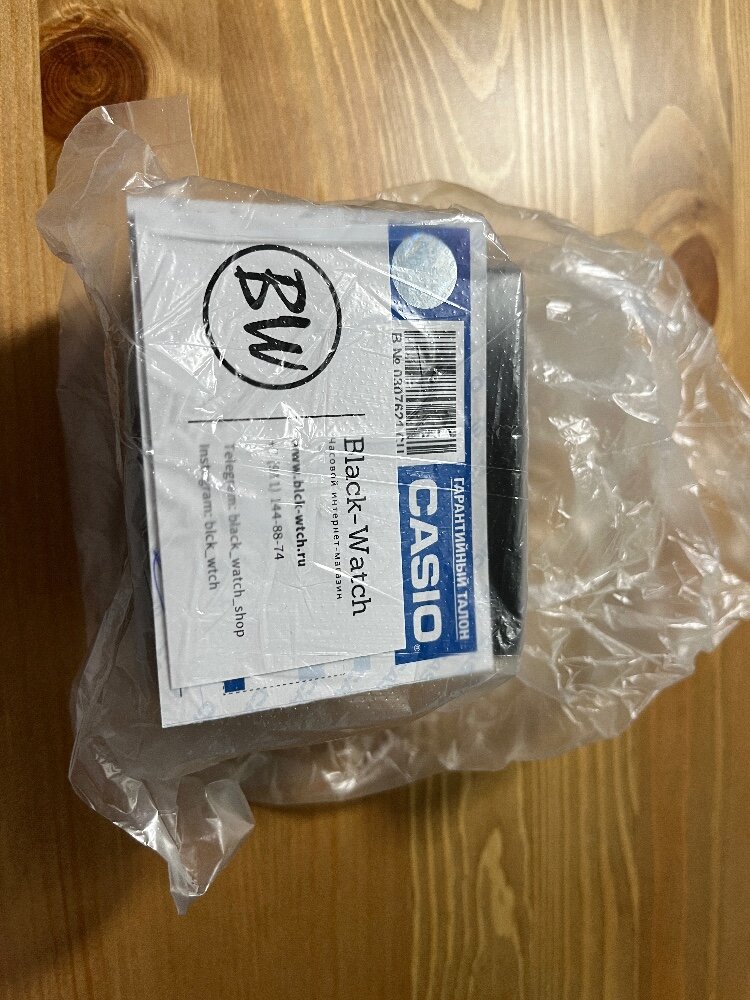 BW
Black-Watch
Часовой интернет-магазин
www.blck-wtch.ru
144-88-74
Telegram: black_watch_shop
Instagram: blck_wtch
В №
ГАРАНТИЙНЫЙ ТАЛОН
CASIO®